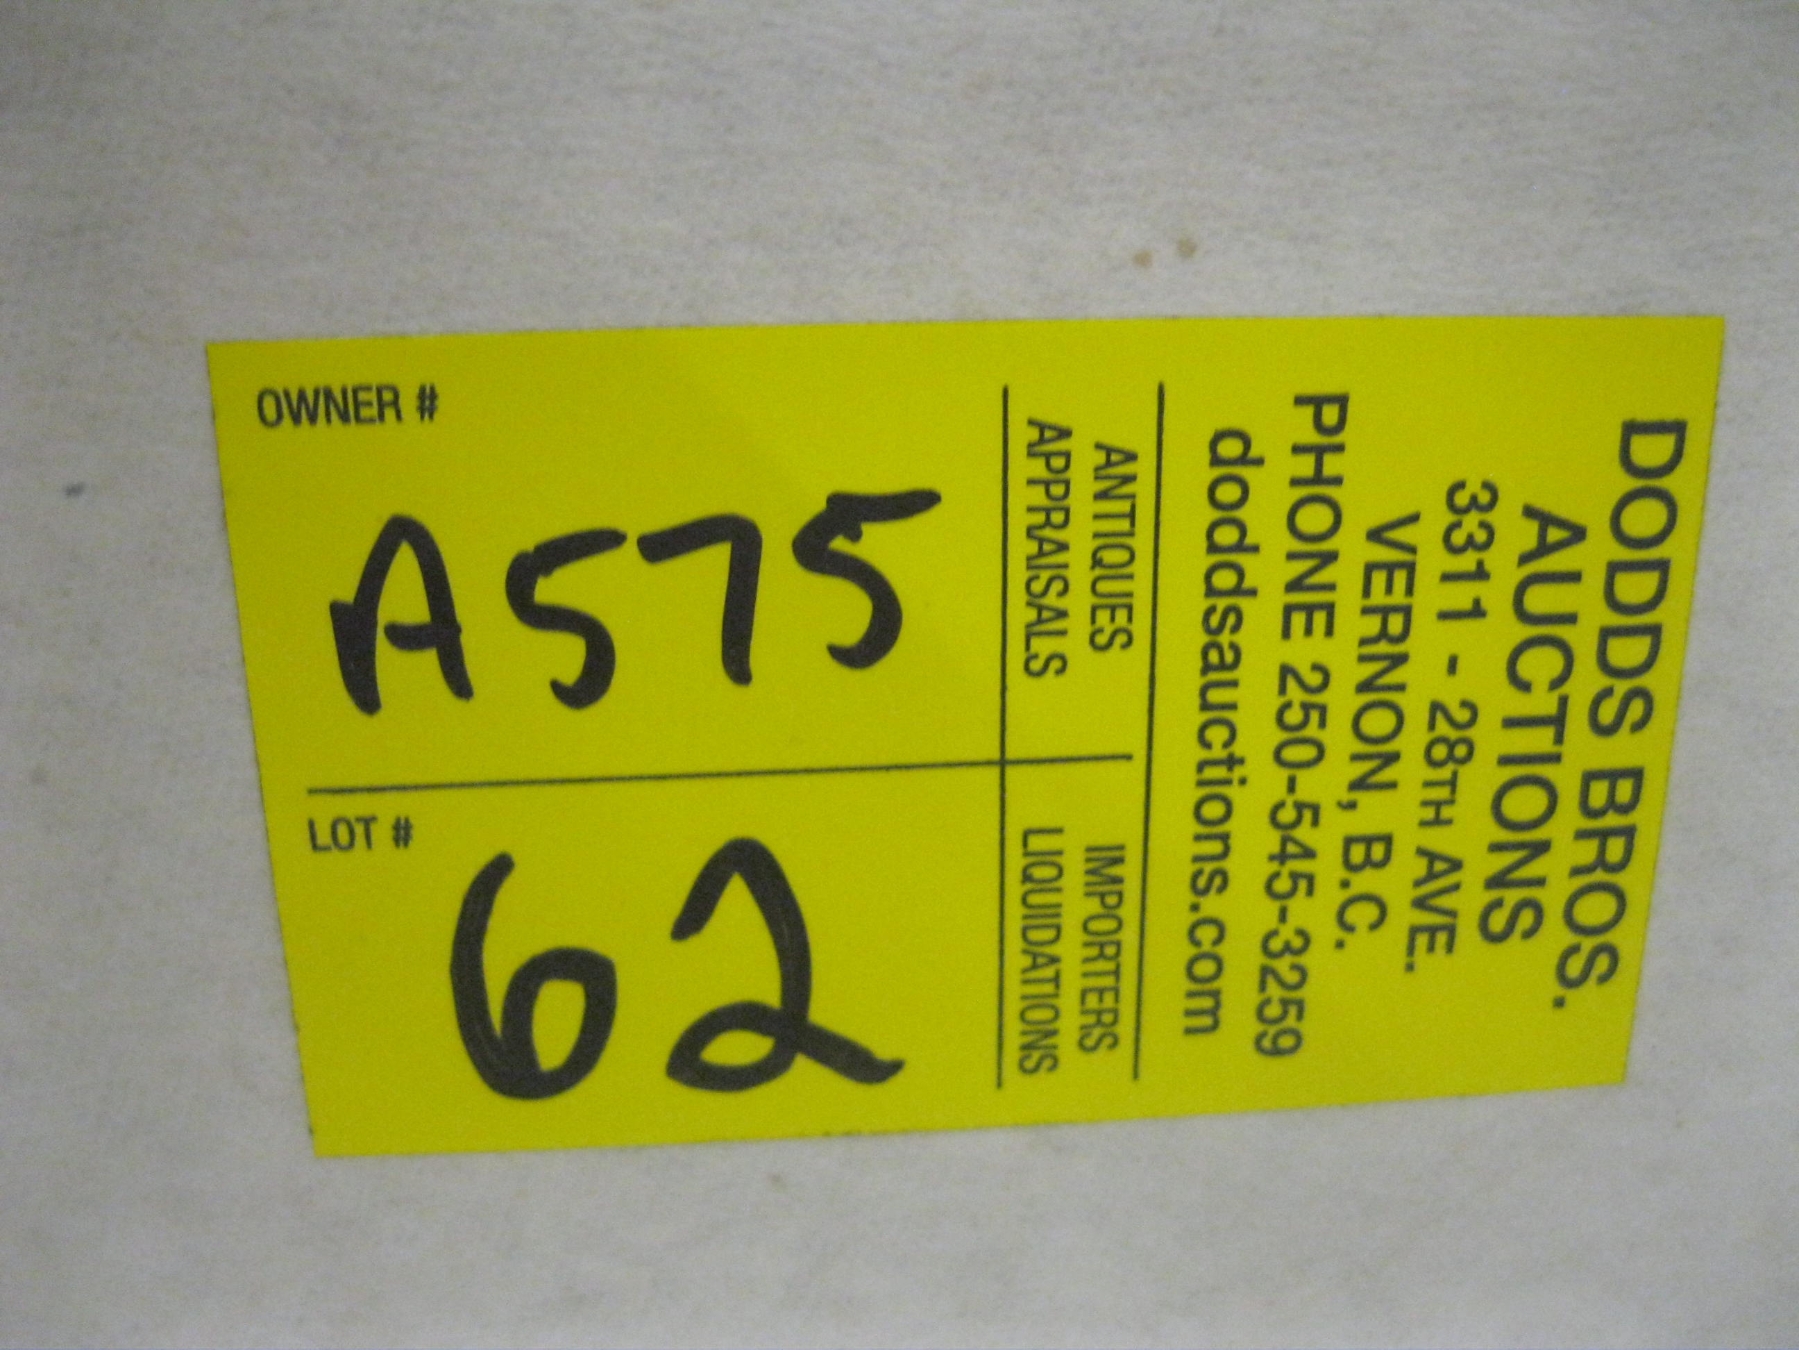 DODDS BROS.
AUCTIONS
3311 - 28TH AVE.
VERNON, B.C.
PHONE 250-545-3259
doddsauctions.com
ANTIQUES
APPRAISALS
IMPORTERS
LIQUIDATIONS
OWNER #
A575
LOT #
62